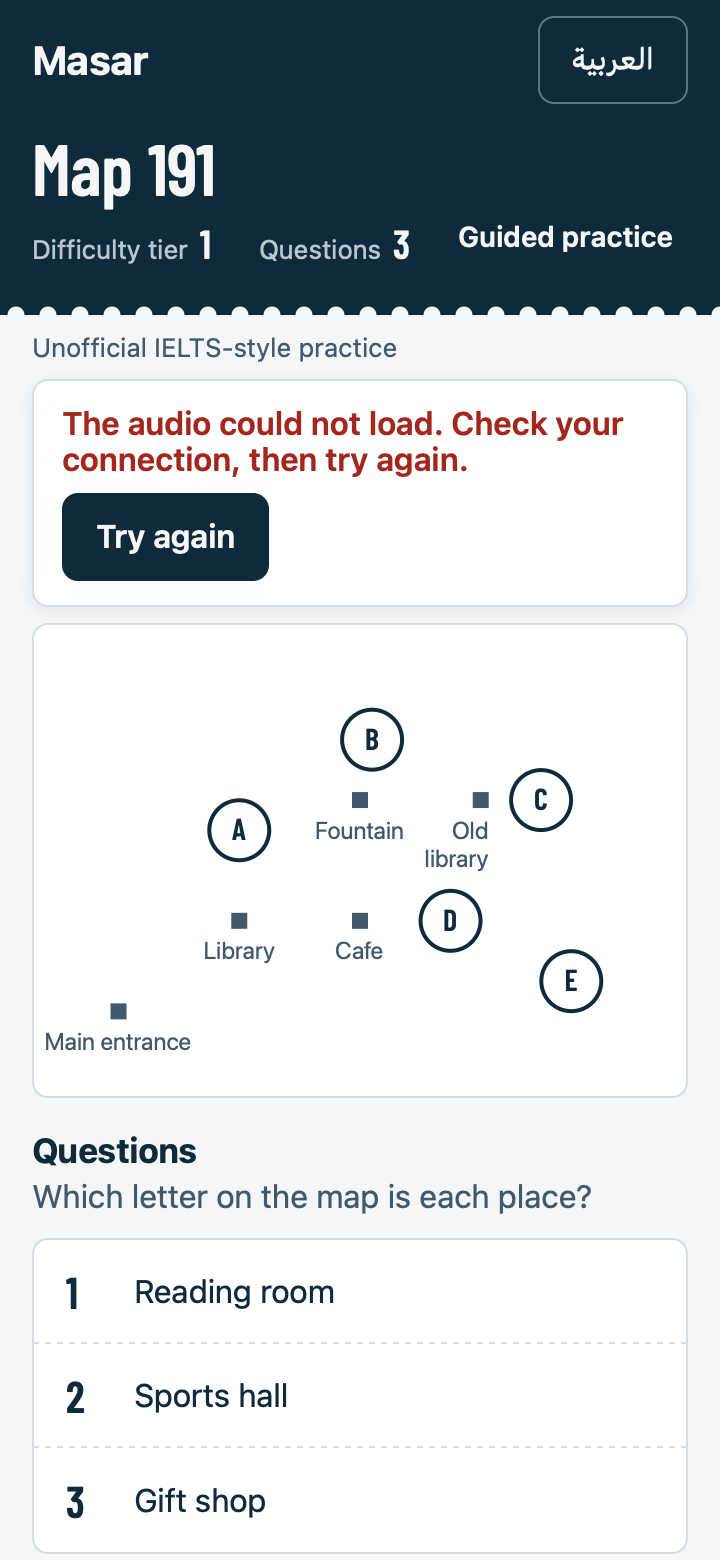 Masar
العربية
Map 191
Difficulty tier 1
Questions 3
Guided practice
Unofficial IELTS-style practice
The audio could not load. Check your
connection, then try again.
Try again
B
C
A
Fountain
Old
library
D
Library
Cafe
E
Main entrance
Questions
Which letter on the map is each place?
1 Reading room
2 Sports hall
3 Gift shop